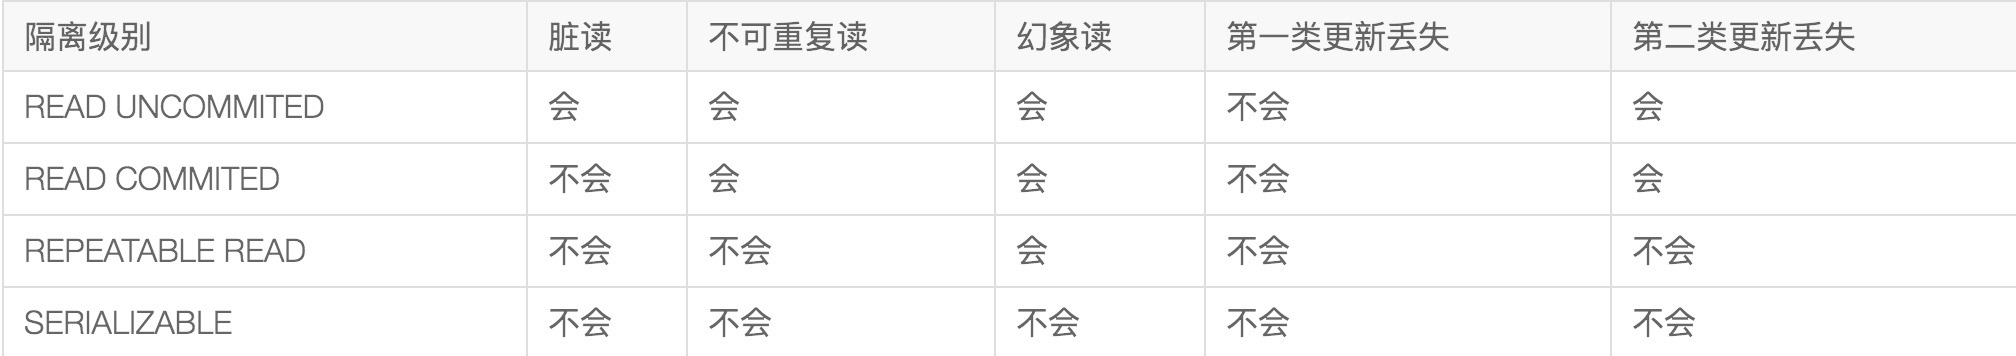 隔离级别 脏读 不可重复读 幻象读 第一类更新丢失 第二类更新丢失
READ UNCOMMITED 会 会 会 不会 会
READ COMMITED 不会 会 会 不会 会
REPEATABLE READ 不会 不会 会 不会 不会
SERIALIZABLE 不会 不会 不会 不会 不会